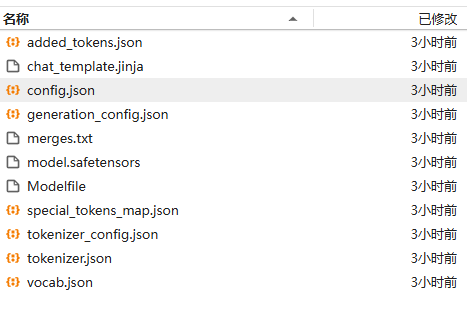 名称 已修改
added_tokens.json 3小时前
chat_template.jinja 3小时前
config.json 3小时前
generation_config.json 3小时前
merges.txt 3小时前
model.safetensors 3小时前
Modelfile 3小时前
special_tokens_map.json 3小时前
tokenizer_config.json 3小时前
tokenizer.json 3小时前
vocab.json 3小时前